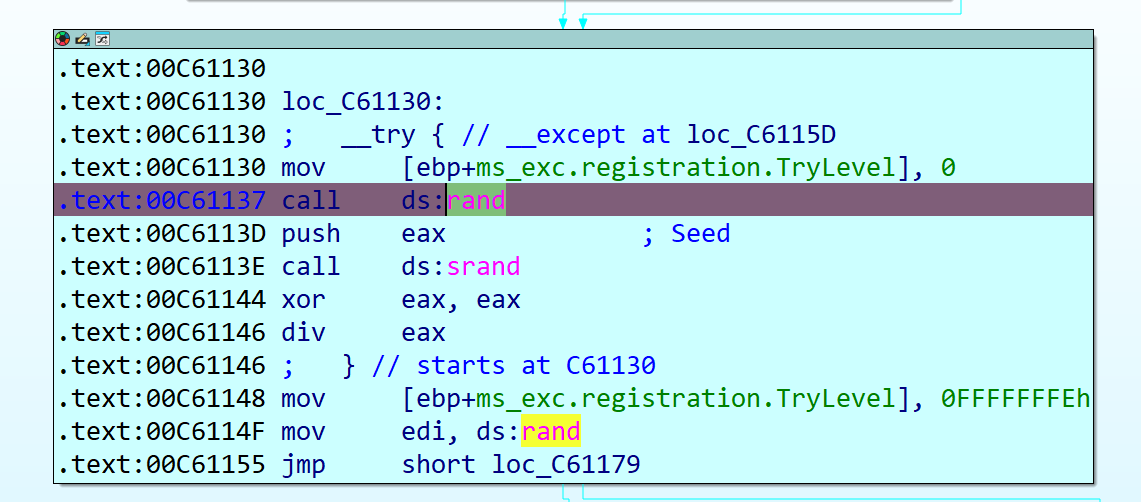 .text:00C61130
.text:00C61130 loc_C61130:
.text:00C61130 ;   __try { // __except at loc_C6115D
.text:00C61130 mov     [ebp+ms_exc.registration.TryLevel], 0
.text:00C61137 call    ds:rand
.text:00C6113D push    eax             ; Seed
.text:00C6113E call    ds:srand
.text:00C61144 xor     eax, eax
.text:00C61146 div     eax
.text:00C61146 ;   } // starts at C61130
.text:00C61148 mov     [ebp+ms_exc.registration.TryLevel], 0FFFFFFFEh
.text:00C6114F mov     edi, ds:rand
.text:00C61155 jmp     short loc_C61179